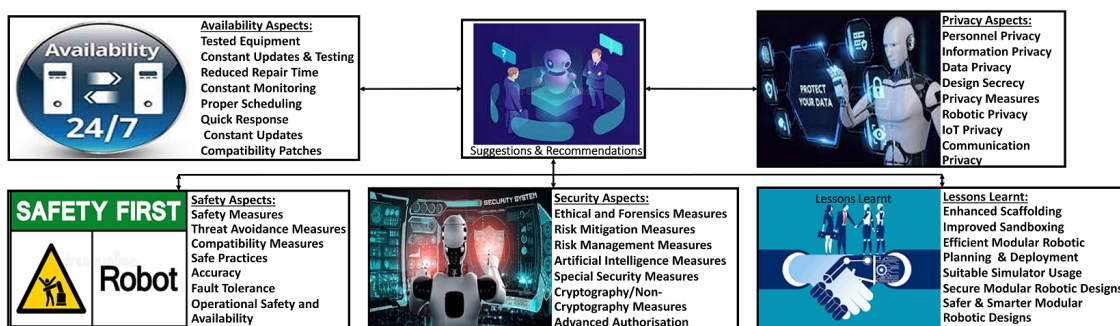 Availability
24/7
Availability Aspects:
Tested Equipment
Constant Updates & Testing
Reduced Repair Time
Constant Monitoring
Proper Scheduling
Quick Response
Constant Updates
Compatibility Patches
Suggestions & Recommendations
PROTECT
YOUR DATA
Privacy Aspects:
Personnel Privacy
Information Privacy
Data Privacy
Design Secrecy
Privacy Measures
Robotic Privacy
IoT Privacy
Communication
Privacy
SAFETY FIRST
Robot
Safety Aspects:
Safety Measures
Threat Avoidance Measures
Compatibility Measures
Safe Practices
Accuracy
Fault Tolerance
Operational Safety and
Availability
SECURITY SYSTEM
Security Aspects:
Ethical and Forensics Measures
Risk Mitigation Measures
Risk Management Measures
Artificial Intelligence Measures
Special Security Measures
Cryptography/Non-
Cryptography Measures
Advanced Authorisation
Lessons Learnt
Lessons Learnt:
Enhanced Scaffolding
Improved Sandboxing
Efficient Modular Robotic
Planning & Deployment
Suitable Simulator Usage
Secure Modular Robotic Designs
Safer & Smarter Modular
Robotic Designs